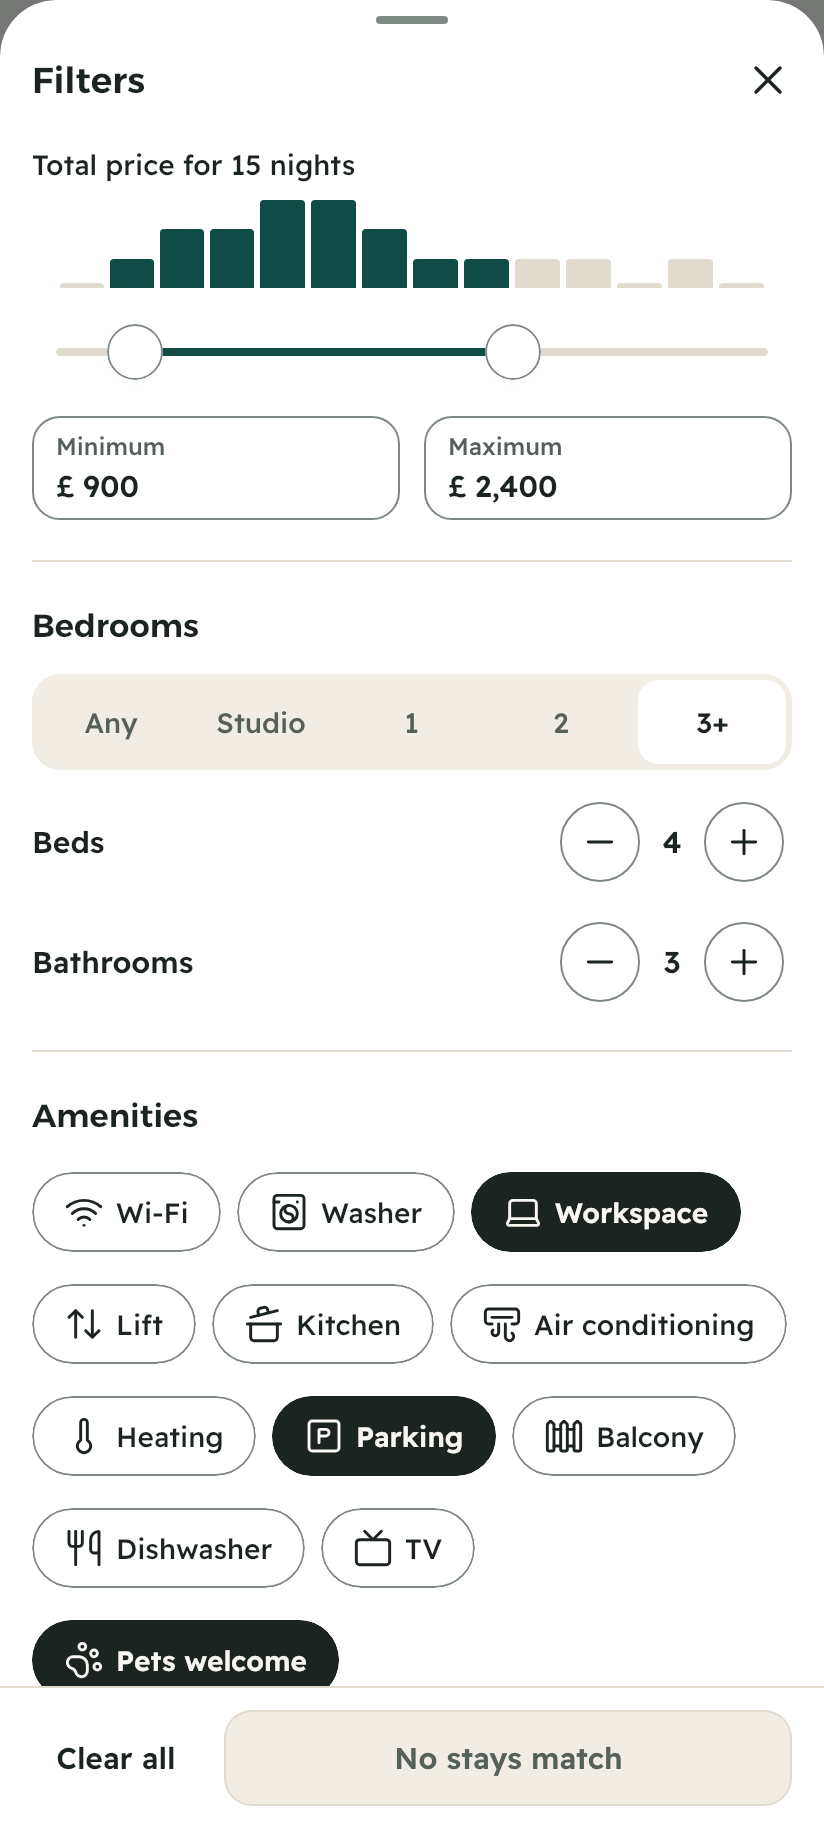 Filters
Total price for 15 nights
Minimum
£ 900
Maximum
£ 2,400
Bedrooms
Any Studio 1 2 3+
Beds 4
Bathrooms 3
Amenities
Wi-Fi Washer Workspace
Lift Kitchen Air conditioning
Heating P Parking Balcony
Dishwasher TV
Pets welcome
Clear all No stays match